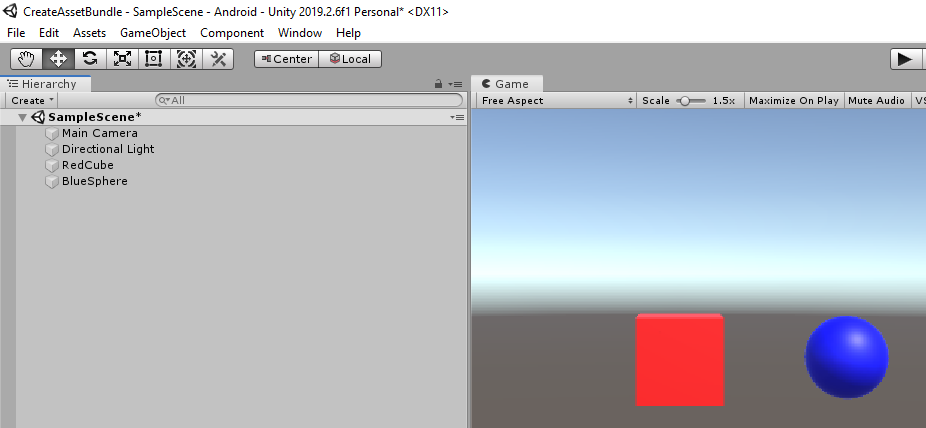 CreateAssetBundle - SampleScene - Android - Unity 2019.2.6f1 Personal* <DX11>
File Edit Assets GameObject Component Window Help
Center Local
Hierarchy
Create All
SampleScene*
Main Camera
Directional Light
RedCube
BlueSphere
Game
Free Aspect Scale 1.5x Maximize On Play Mute Audio VS